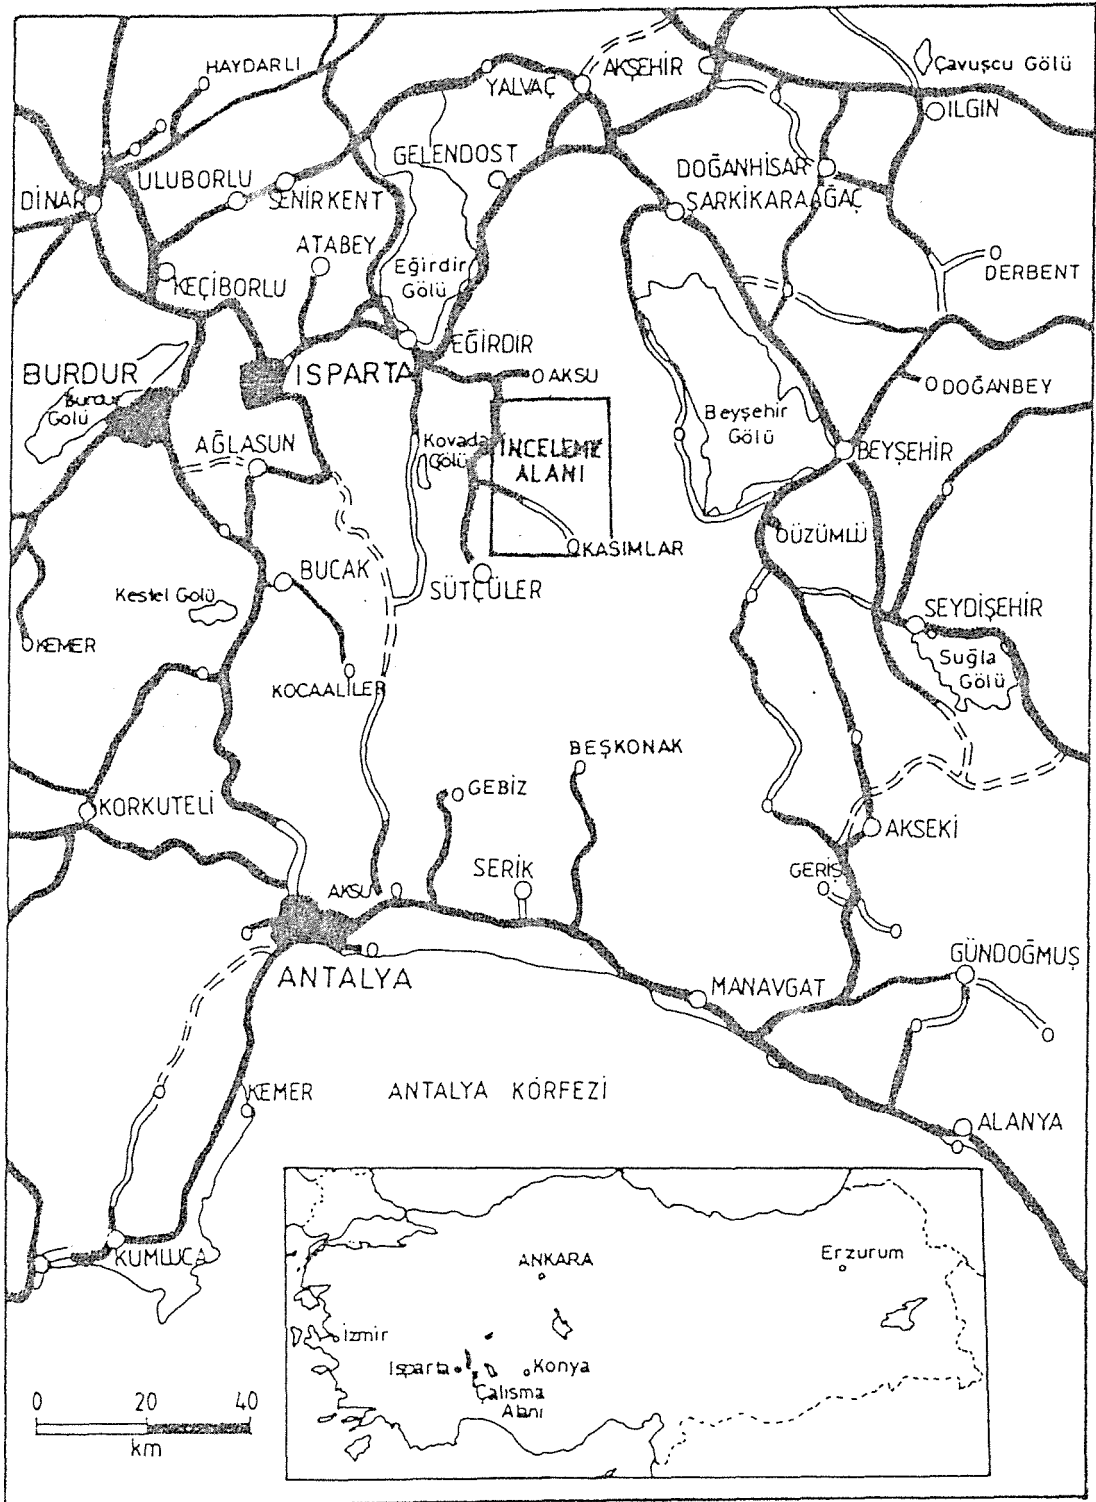 HAYDARLI
YALVAÇ
AKŞEHİR
Çavuşcu Gölü
ILGIN
ULUBORLU
SENİRKENT
GELENDOST
DOĞANHİSAR
DİNAR
ŞARKİKARAAĞAÇ
ATABEY
Eğirdir
Gölü
DERBENT
KEÇİBORLU
EĞİRDİR
BURDUR
Burdur
Gölü
ISPARTA
AKSU
DOĞANBEY
Beyşehir
Gölü
AĞLASUN
Kovada
Gölü
İNCELEME
ALANI
BEYŞEHİR
ÜZÜMLÜ
KASIMLAR
BUCAK
SÜTÇÜLER
Kestel Gölü
SEYDİŞEHİR
KEMER
Suğla
Gölü
KOCAALİLER
BEŞKONAK
GEBİZ
KORKUTELİ
AKSEKİ
SERİK
GERİŞ
AKSU
GÜNDOĞMUŞ
ANTALYA
MANAVGAT
KEMER
ANTALYA KÖRFEZİ
ALANYA
KUMLUCA
ANKARA
Erzurum
İzmir
Isparta
Konya
Çalısma
Alanı
0 20 40
km